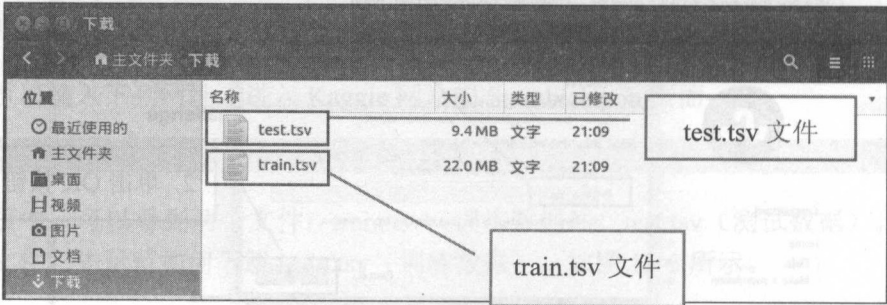 下载
主文件夹 下载
位置
最近使用的
主文件夹
桌面
视频
图片
文档
下载
名称 大小 类型 已修改
test.tsv 9.4 MB 文字 21:09
train.tsv 22.0 MB 文字 21:09
test.tsv 文件
train.tsv 文件